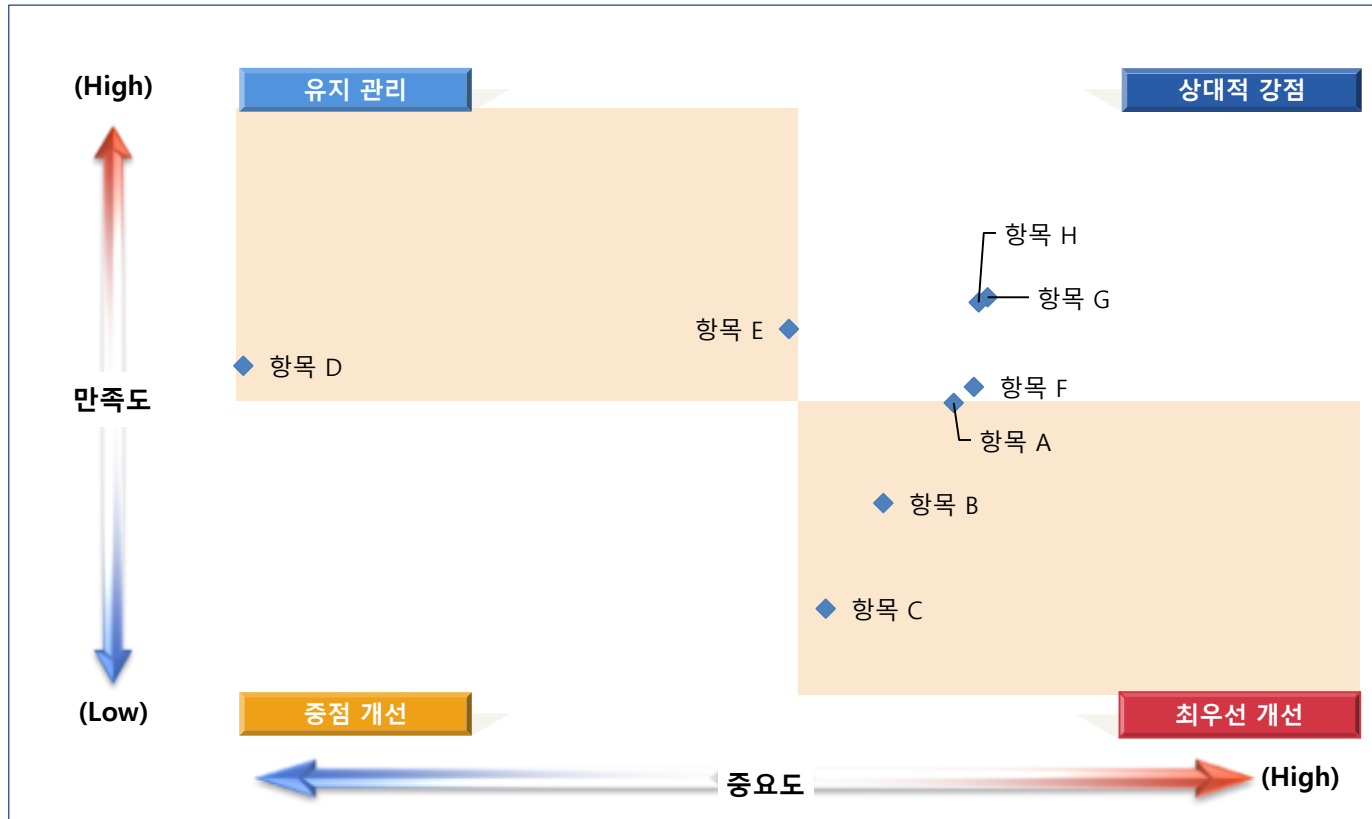 (High)
유지 관리
상대적 강점
항목 H
항목 G
항목 E
항목 D
항목 F
만족도
항목 A
항목 B
항목 C
(Low)
중점 개선
최우선 개선
중요도
(High)